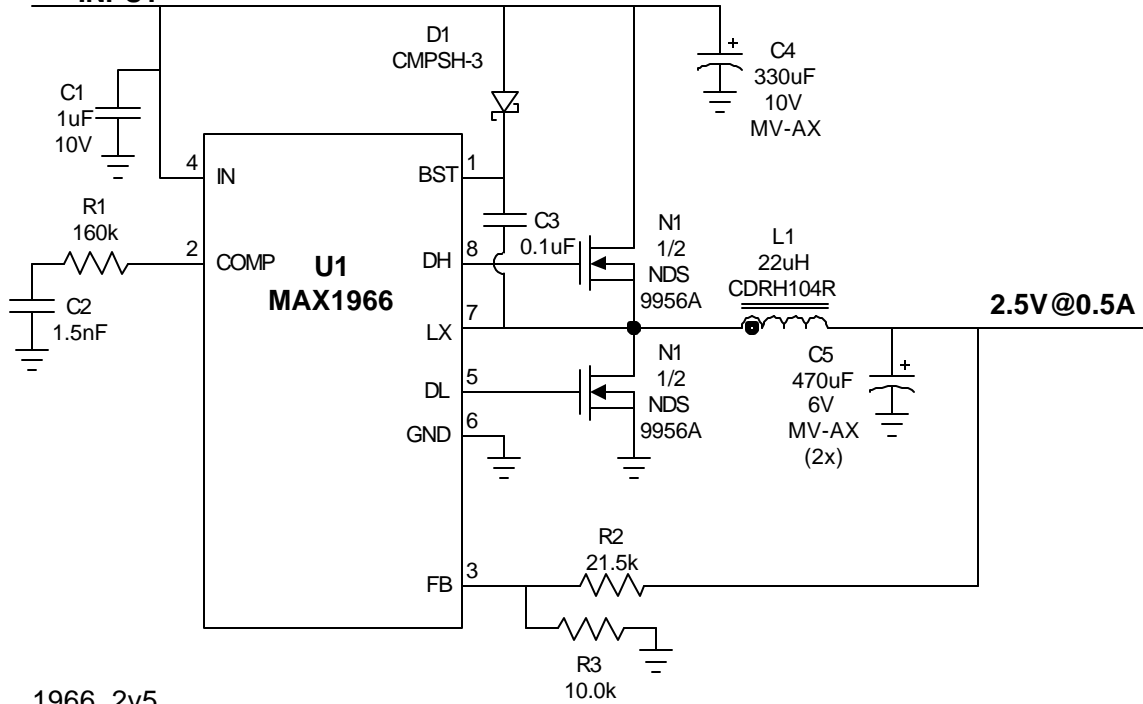 INPUT
D1
CMPSH-3
C4
330uF
10V
MV-AX
C1
1uF
10V
4
IN
1
BST
R1
160k
2
COMP
C2
1.5nF
U1
MAX1966
C3
0.1uF
8
DH
N1
1/2
NDS
9956A
L1
22uH
CDRH104R
2.5V@0.5A
7
LX
N1
1/2
NDS
9956A
5
DL
6
GND
C5
470uF
6V
MV-AX
(2x)
R2
21.5k
3
FB
R3
10.0k
1966_2v5